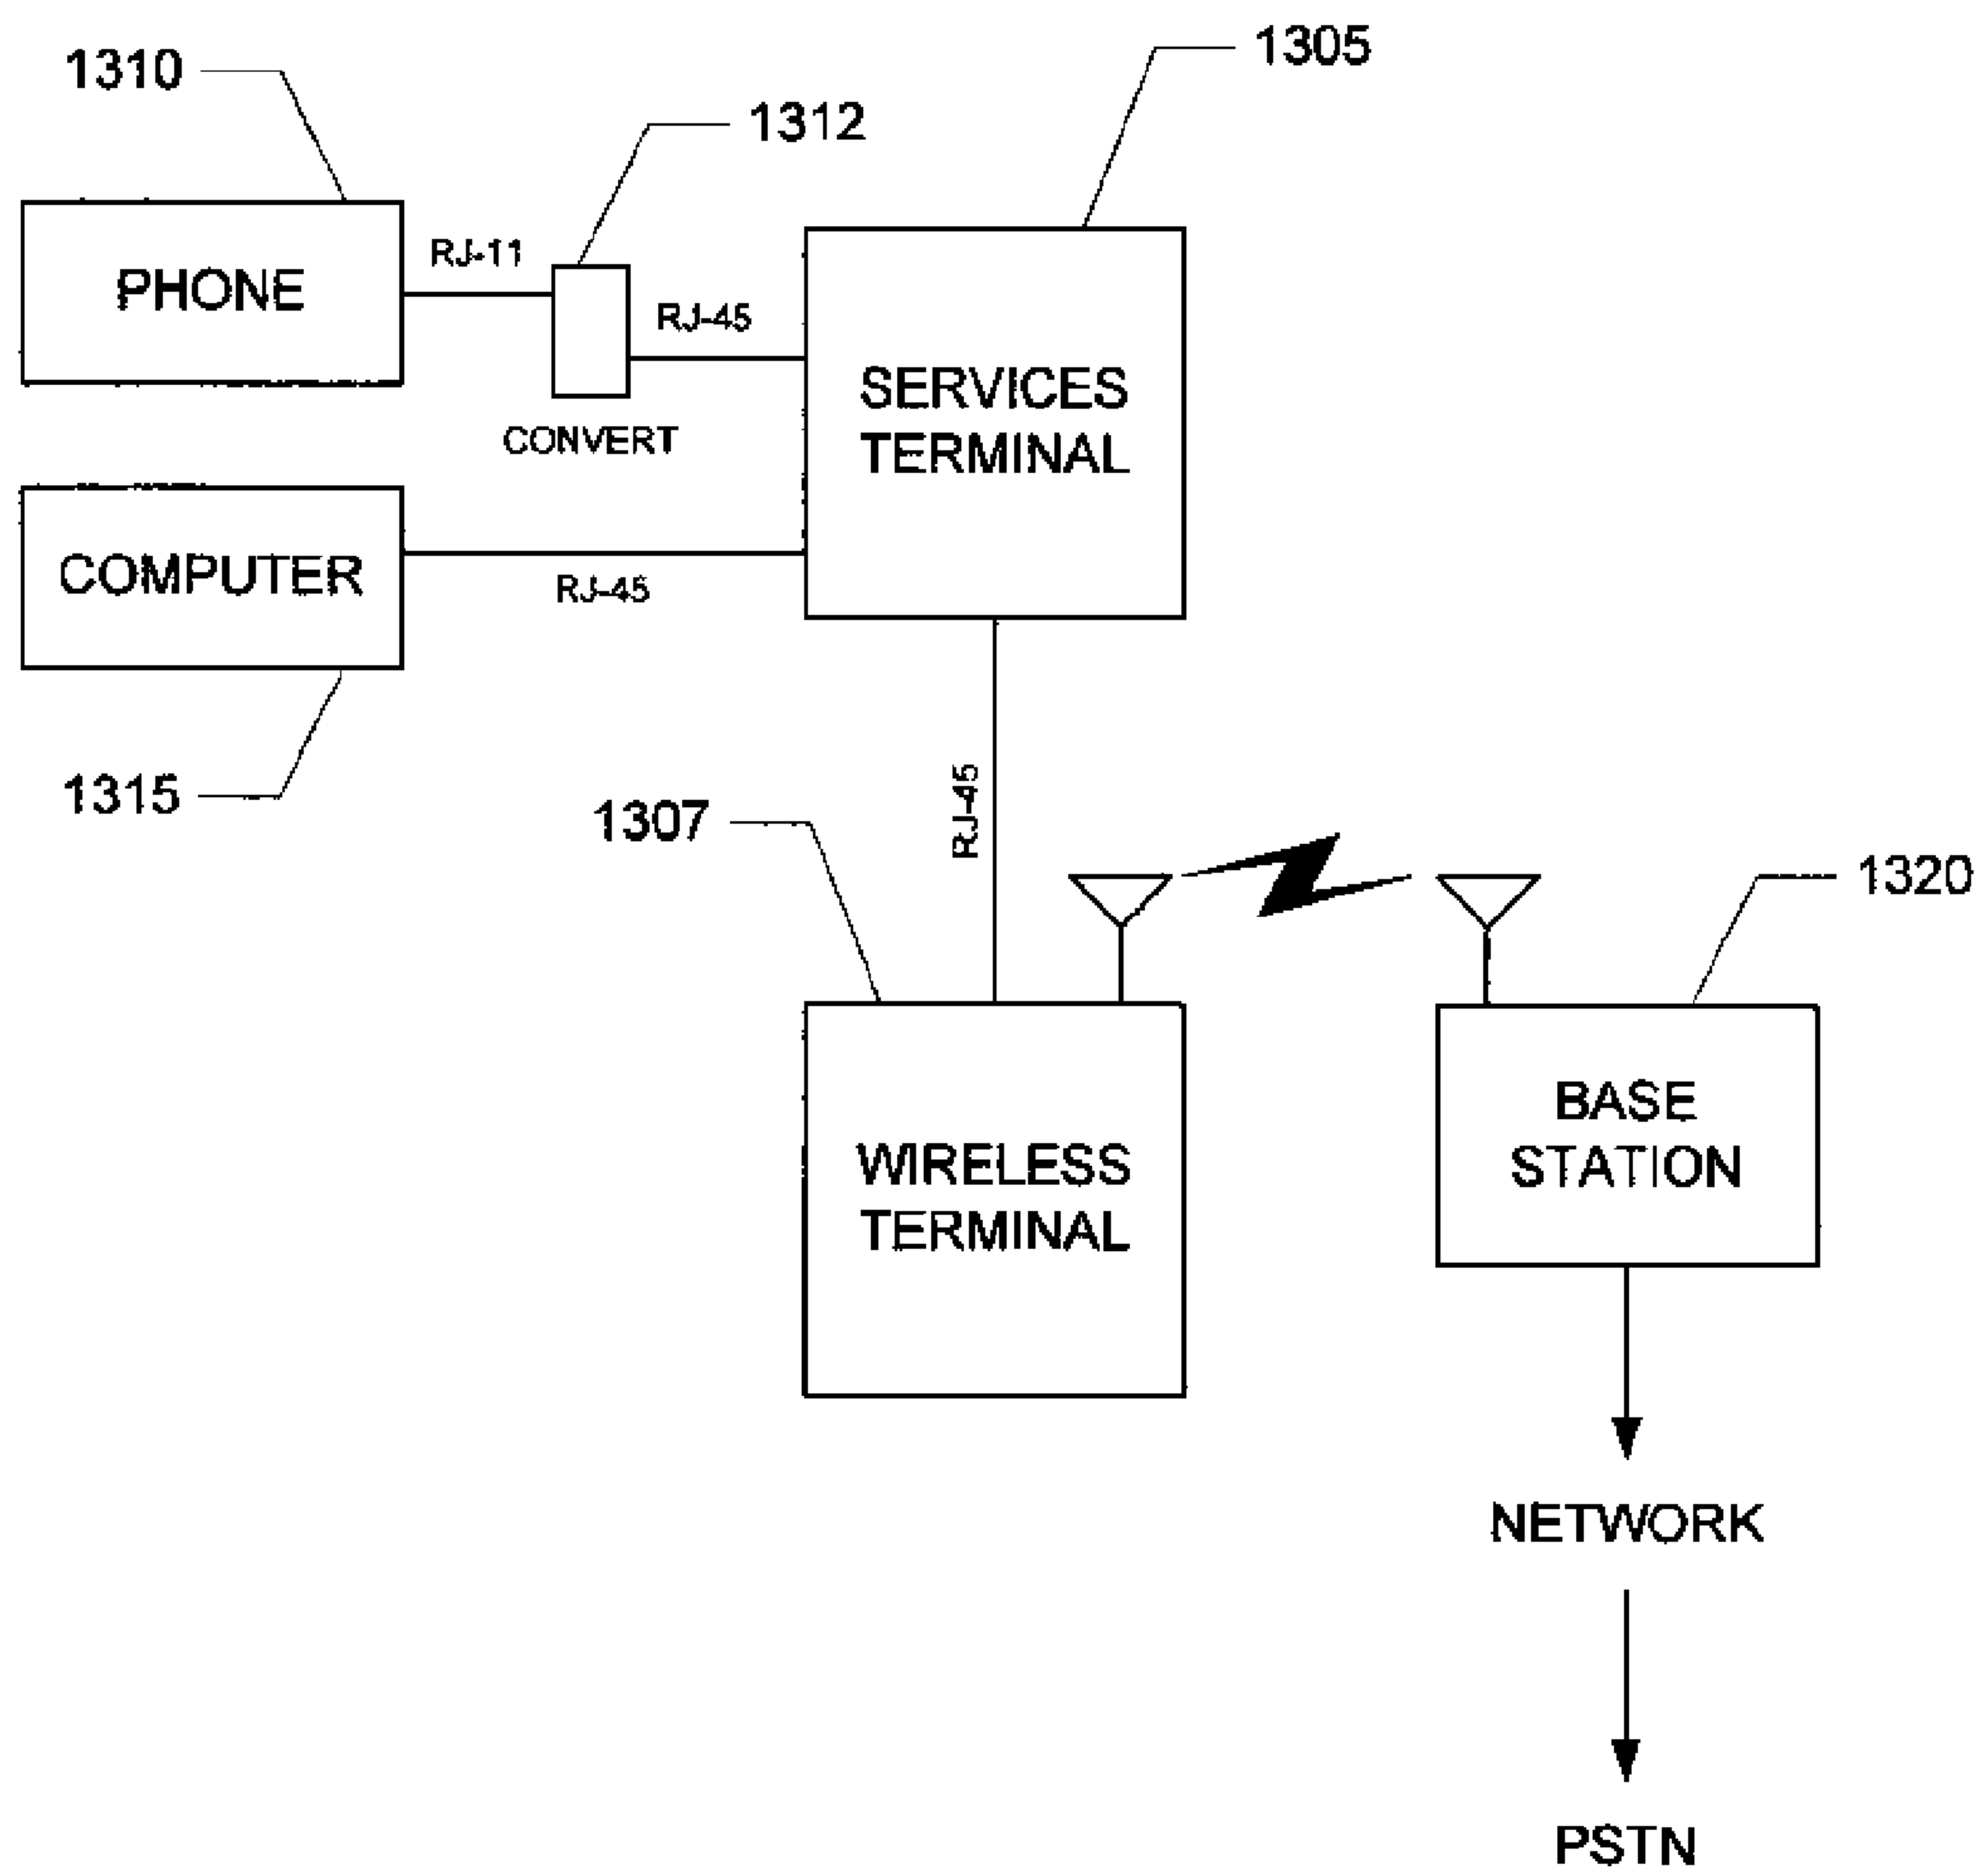 1305
1310
1312
PHONE
RJ-11
RJ-45
CONVERT
SERVICES
TERMINAL
COMPUTER
RJ-45
1315
1307
RJ-45
1320
BASE
STATION
WIRELESS
TERMINAL
NETWORK
PSTN